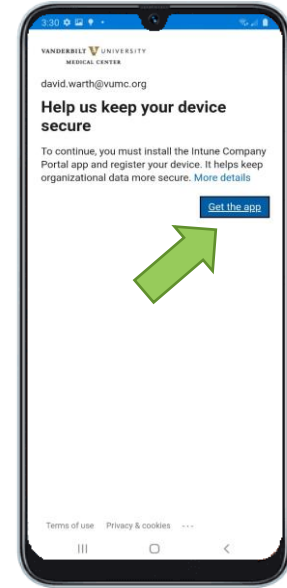 3:30
VANDERBILT V UNIVERSITY
MEDICAL CENTER
david.warth@vumc.org
Help us keep your device
secure
To continue, you must install the Intune Company
Portal app and register your device. It helps keep
organizational data more secure. More details
Get the app
Terms of use Privacy & cookies ...